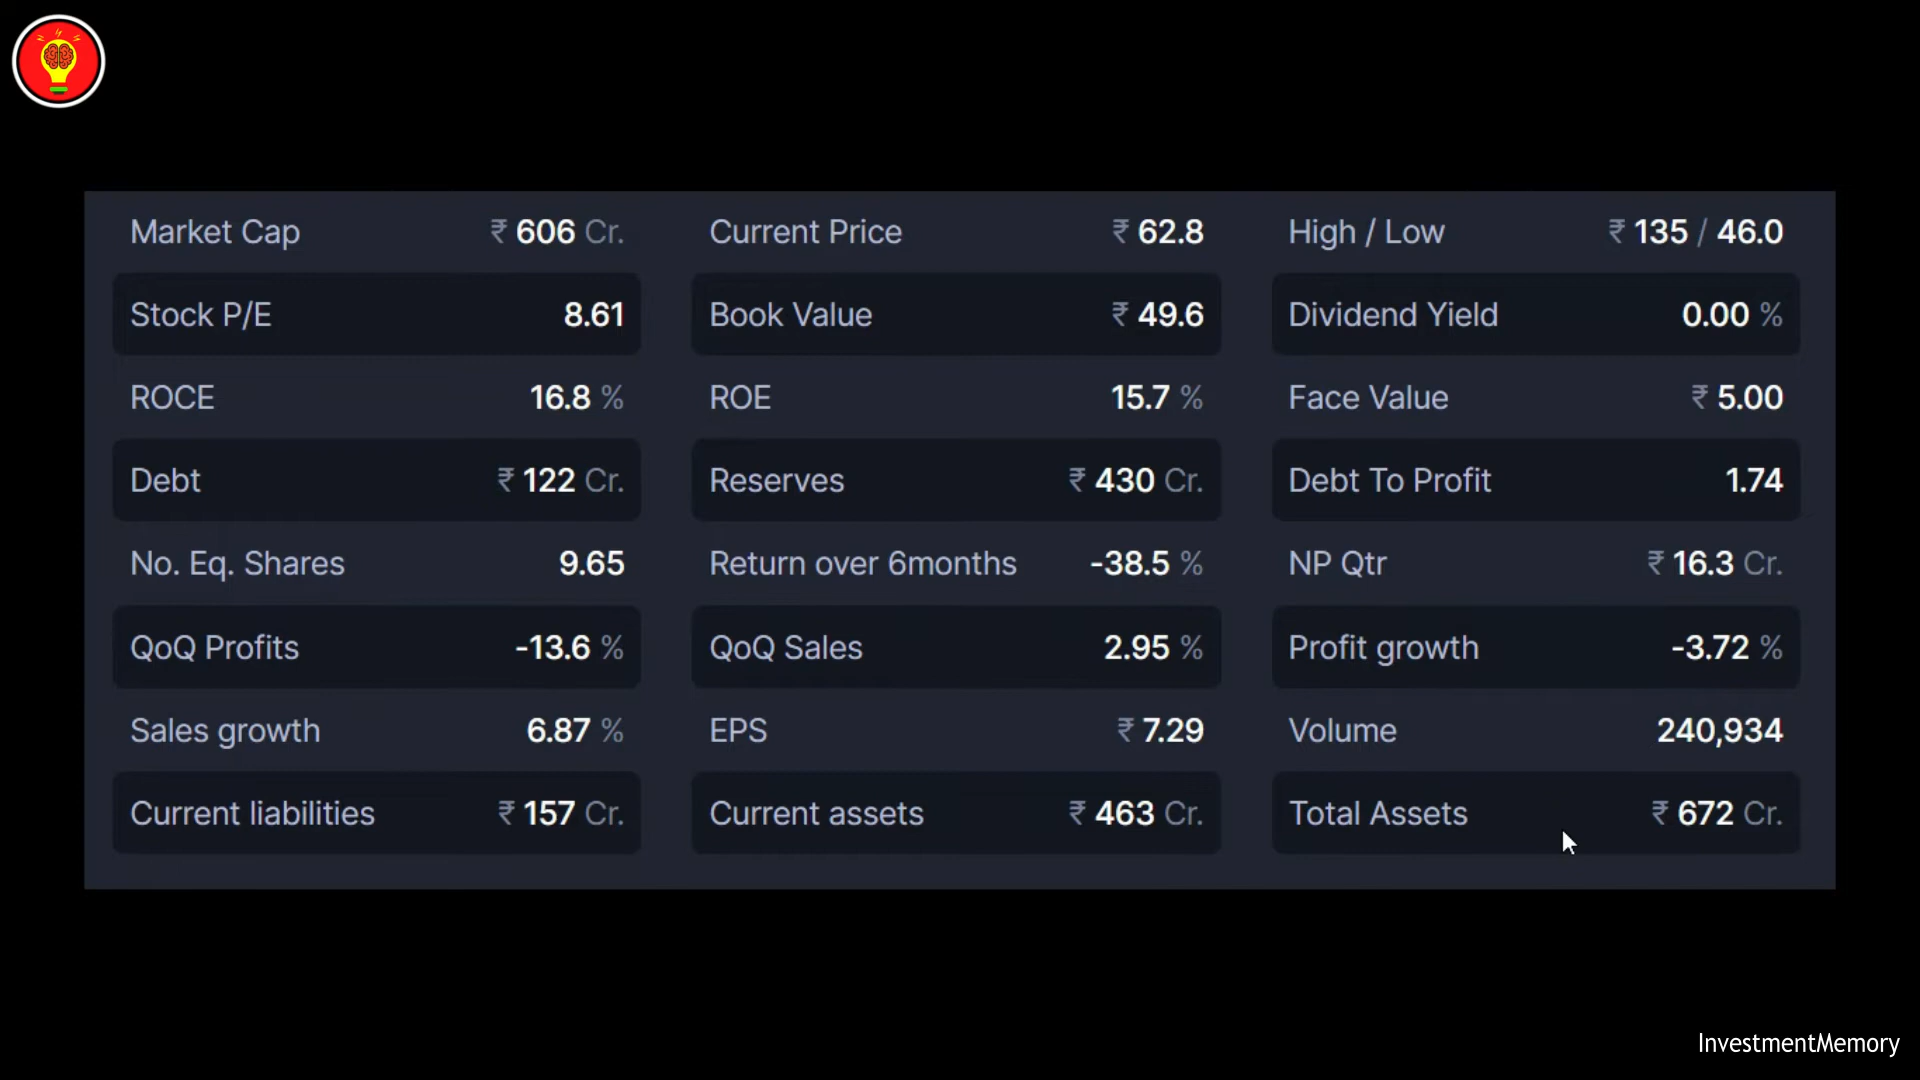 Market Cap ₹ 606 Cr. Current Price ₹ 62.8 High / Low ₹ 135 / 46.0
Stock P/E 8.61 Book Value ₹ 49.6 Dividend Yield 0.00 %
ROCE 16.8 % ROE 15.7 % Face Value ₹ 5.00
Debt ₹ 122 Cr. Reserves ₹ 430 Cr. Debt To Profit 1.74
No. Eq. Shares 9.65 Return over 6months -38.5 % NP Qtr ₹ 16.3 Cr.
QoQ Profits -13.6 % QoQ Sales 2.95 % Profit growth -3.72 %
Sales growth 6.87 % EPS ₹ 7.29 Volume 240,934
Current liabilities ₹ 157 Cr. Current assets ₹ 463 Cr. Total Assets ₹ 672 Cr.
InvestmentMemory